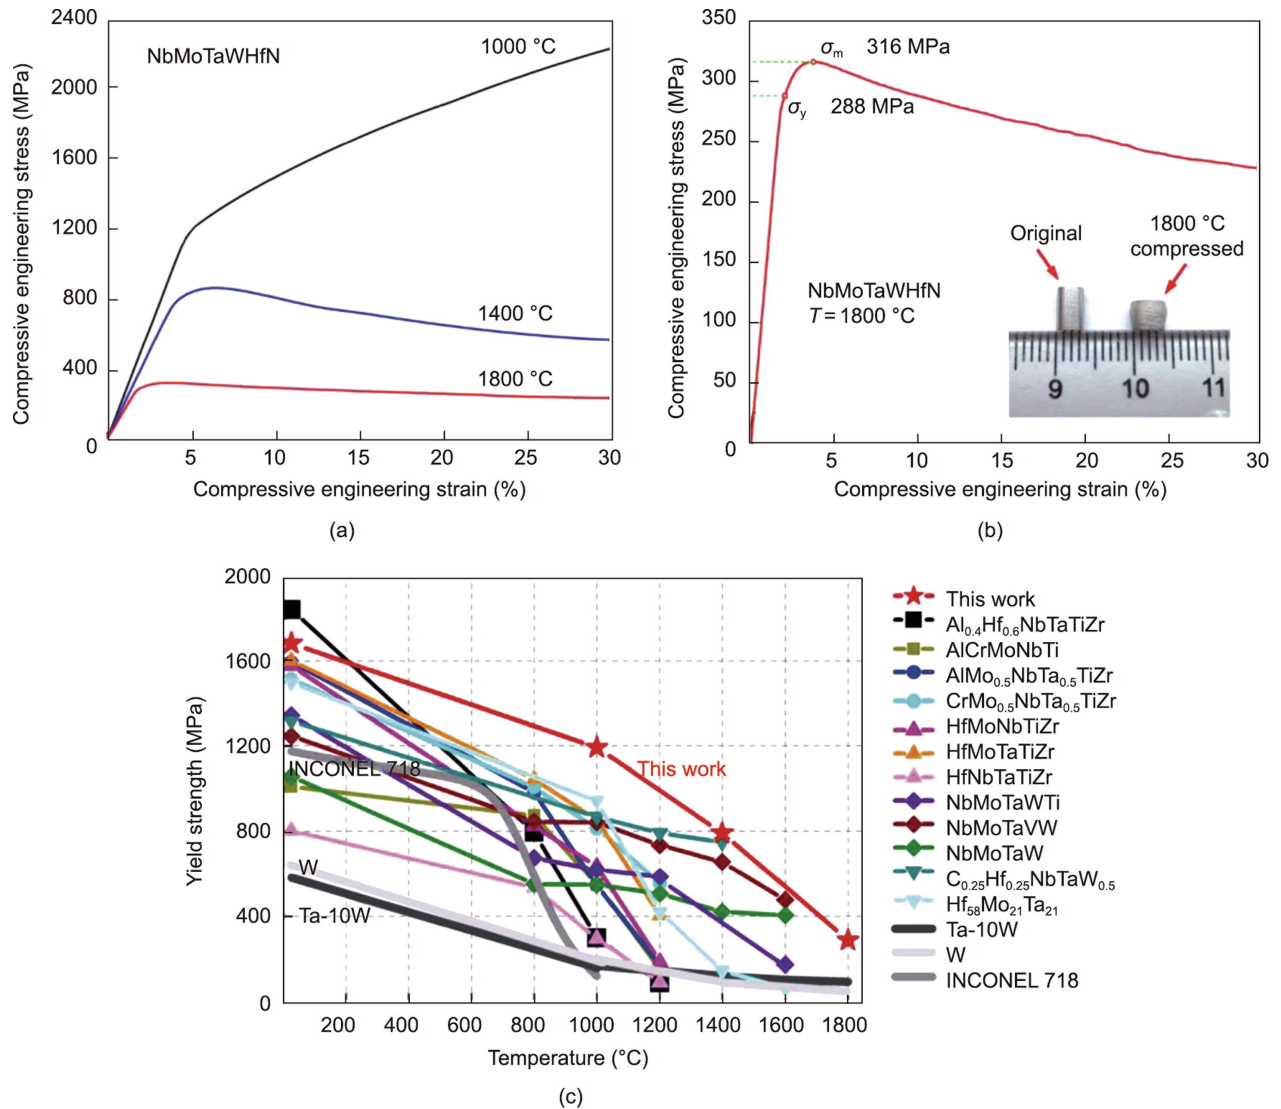 2400
2000
1600
1200
800
400
0
Compressive engineering stress (MPa)
NbMoTaWHfN
1000 °C
1400 °C
1800 °C
5
10
15
20
25
30
Compressive engineering strain (%)
(a)
350
300
250
200
150
100
50
0
Compressive engineering stress (MPa)
σm 316 MPa
σy 288 MPa
Original
1800 °C
compressed
NbMoTaWHfN
T = 1800 °C
9 10 11
5
10
15
20
25
30
Compressive engineering strain (%)
(b)
2000
1600
1200
800
400
0
Yield strength (MPa)
INCONEL 718
This work
W
Ta-10W
200
400
600
800
1000
1200
1400
1600
1800
Temperature (°C)
This work
Al0.4Hf0.6NbTaTiZr
AlCrMoNbTi
AlMo0.5NbTa0.5TiZr
CrMo0.5NbTa0.5TiZr
HfMoNbTiZr
HfMoTaTiZr
HfNbTaTiZr
NbMoTaWTi
NbMoTaVW
NbMoTaW
C0.25Hf0.25NbTaW0.5
Hf58Mo21Ta21
Ta-10W
W
INCONEL 718
(c)